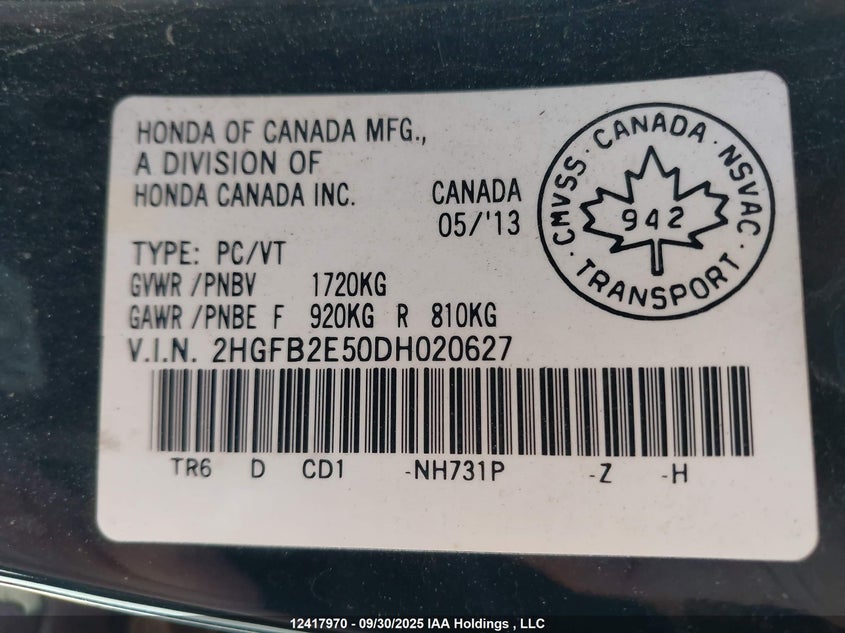 HONDA OF CANADA MFG.,
A DIVISION OF
HONDA CANADA INC. CANADA
05/'13
CMVSS · CANADA · NSVAC · TRANSPORT ·
942
TYPE: PC/VT
GVWR /PNBV 1720KG
GAWR /PNBE F 920KG R 810KG
V.I.N. 2HGFB2E50DH020627
TR6 D CD1 -NH731P -Z -H
12417970 - 09/30/2025 IAA Holdings , LLC